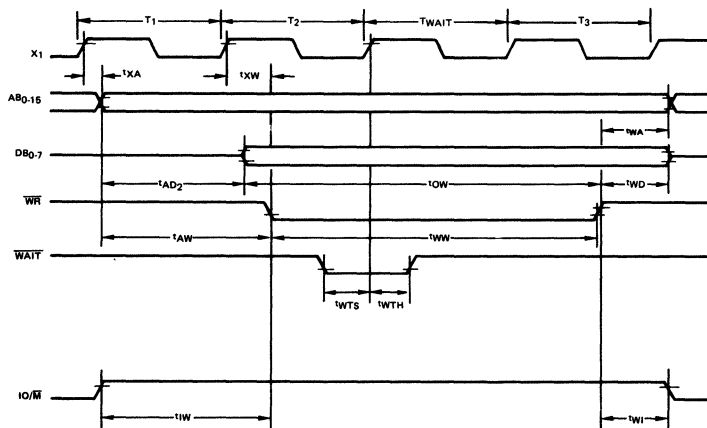 T1 T2 TWAIT T3
X1
tXA tXW
AB0-15
tWA
DB0-7
tAD2 tDW tWD
WR
tAW tWW
WAIT
tWTS tWTH
IO/M
tIW tWI